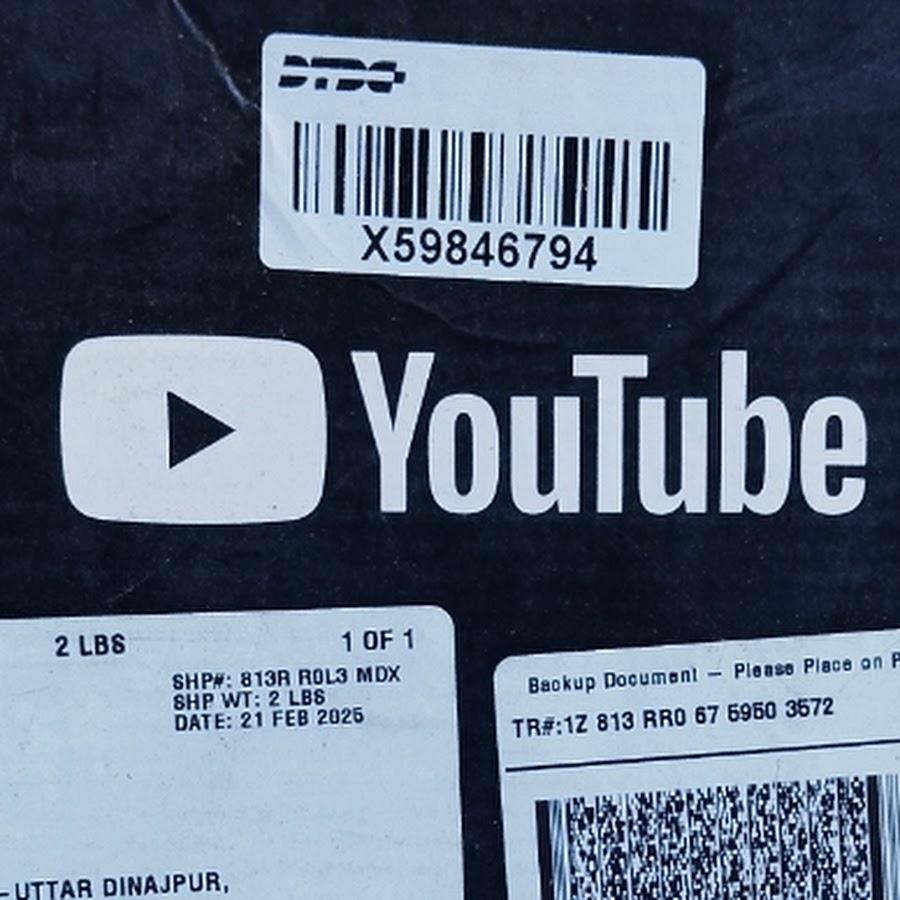 DTDC
X59846794
YouTube
2 LBS 1 OF 1
SHP#: 813R R0L3 MDX
SHP WT: 2 LBS
DATE: 21 FEB 2025
Backup Document – Please Place on P
TR#:1Z 813 RR0 67 5950 3572
-UTTAR DINAJPUR,